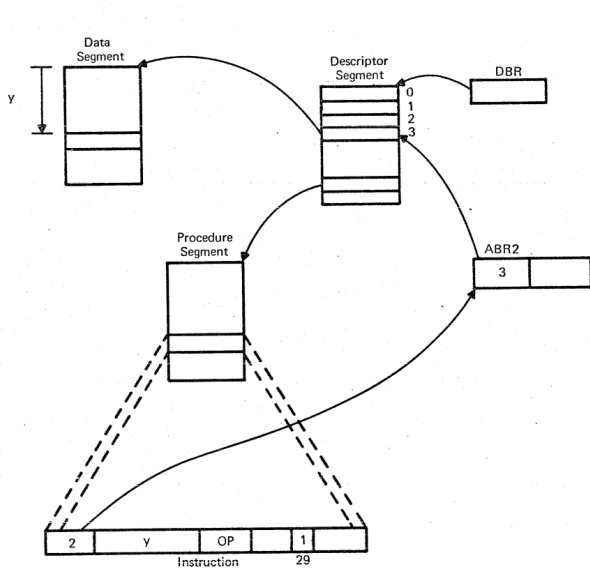 Data
Segment
y
Descriptor
Segment
0
1
2
3
DBR
Procedure
Segment
ABR2
3
2 y OP 1
Instruction 29